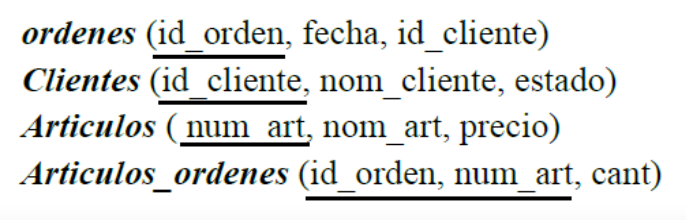 ordenes (id_orden, fecha, id_cliente)
Clientes (id_cliente, nom_cliente, estado)
Articulos ( num_art, nom_art, precio)
Articulos_ordenes (id_orden, num_art, cant)